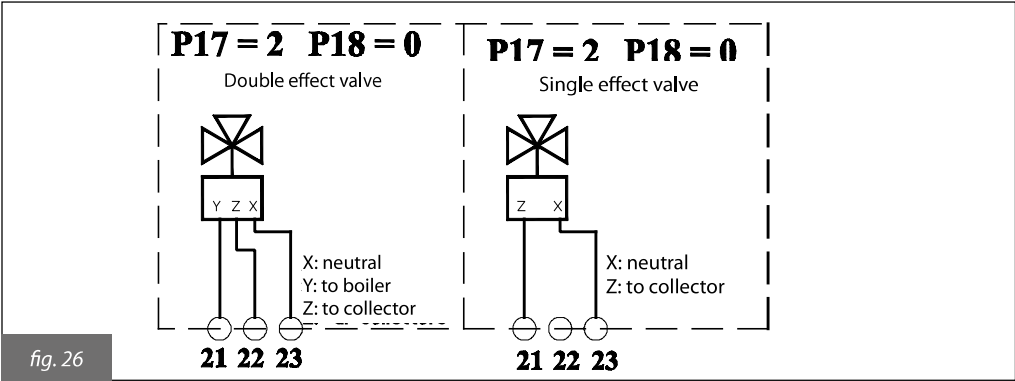 P17 = 2 P18 = 0
Double effect valve
Y Z X
X: neutral
Y: to boiler
Z: to collector
21 22 23
P17 = 2 P18 = 0
Single effect valve
Z X
X: neutral
Z: to collector
21 22 23
fig. 26